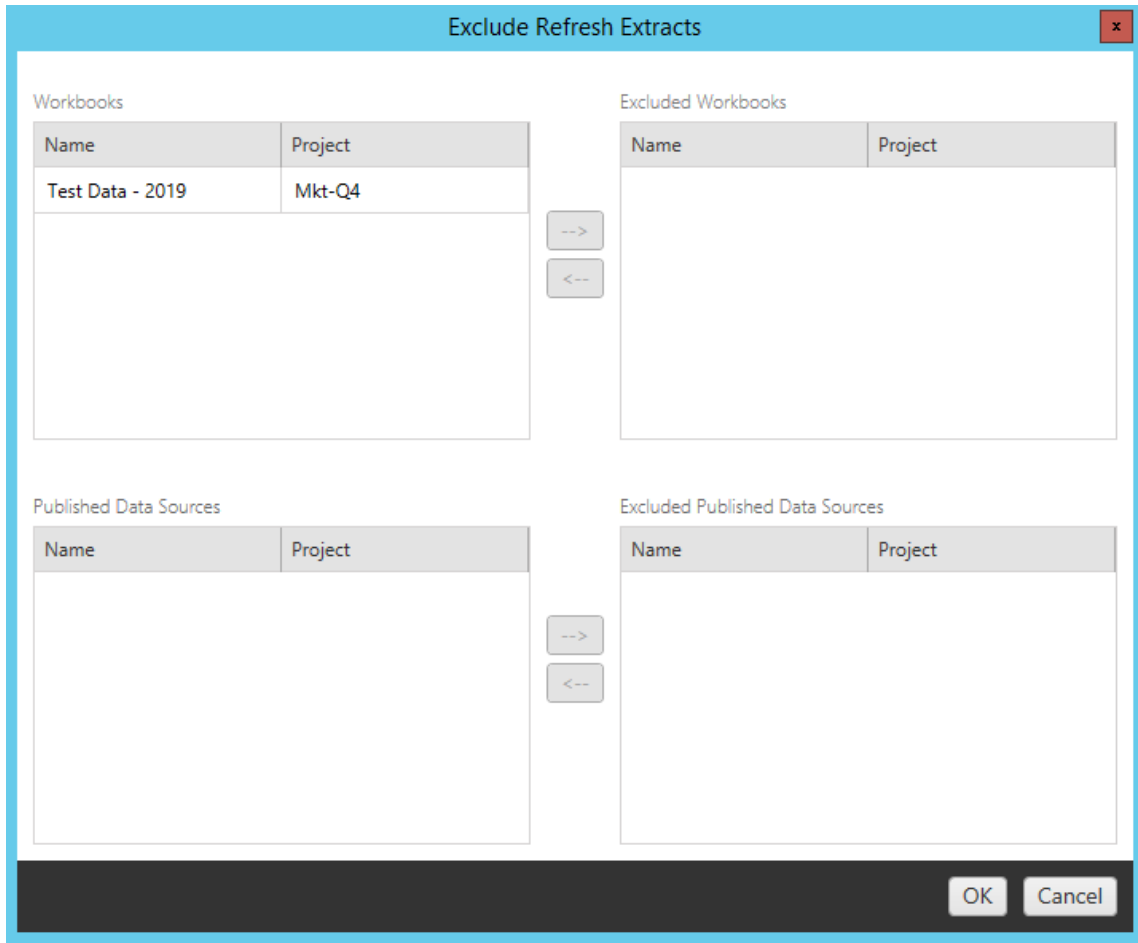 Exclude Refresh Extracts
x
Workbooks
Name Project
Test Data - 2019 Mkt-Q4
-->
<--
Excluded Workbooks
Name Project
Published Data Sources
Name Project
-->
<--
Excluded Published Data Sources
Name Project
OK Cancel